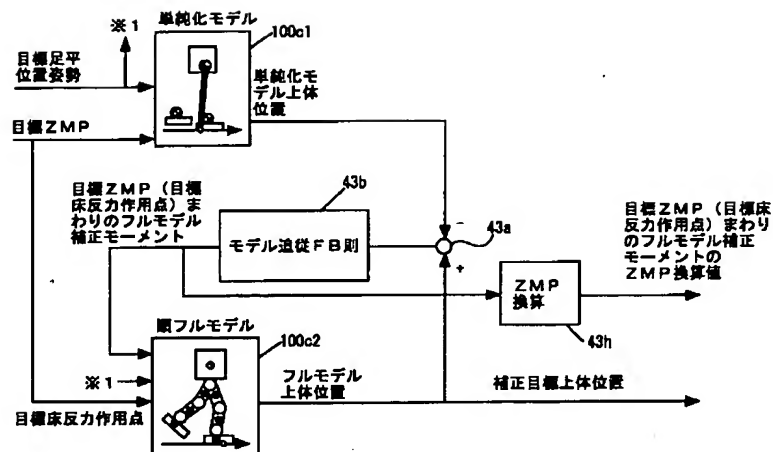 単純化モデル
※1
100c1
目標足平
位置姿勢
単純化モ
デル上体
位置
目標ZMP
目標ZMP(目標
床反力作用点)ま
わりのフルモデル
補正モーメント
43b
モデル追従FB則
−
43a
+
目標ZMP(目標床
反力作用点)まわり
のフルモデル補正
モーメントの
ZMP換算値
ZMP
換算
43h
順フルモデル
100c2
※1
フルモデル
上体位置
補正目標上体位置
目標床反力作用点